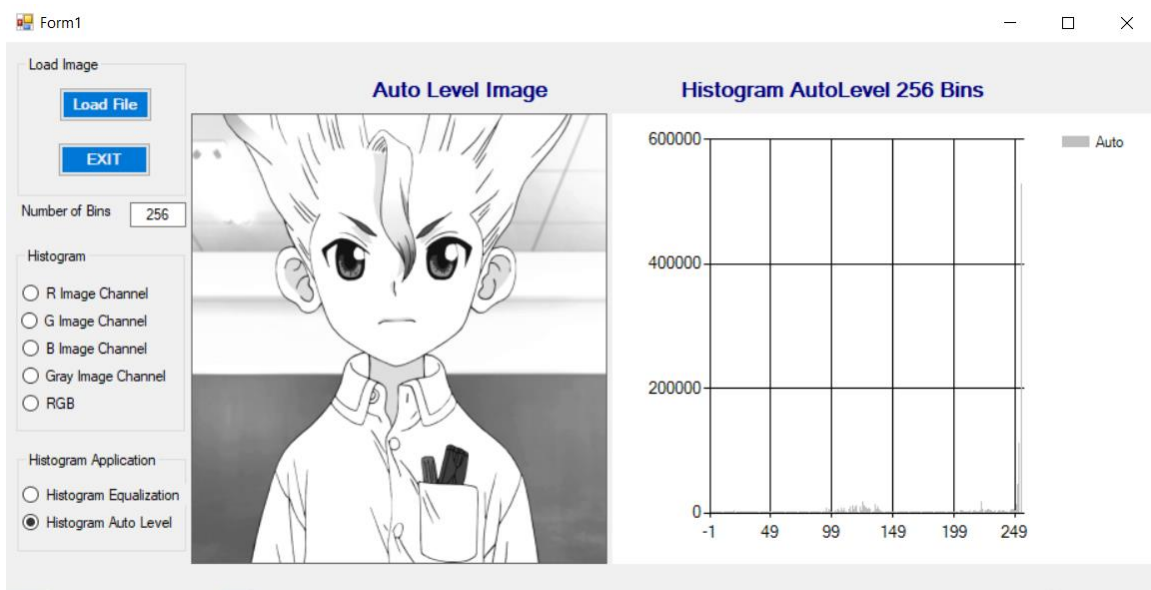 Form1
Load Image
Load File
EXIT
Number of Bins 256
Histogram
R Image Channel
G Image Channel
B Image Channel
Gray Image Channel
RGB
Histogram Application
Histogram Equalization
Histogram Auto Level
Auto Level Image
Histogram AutoLevel 256 Bins
600000
400000
200000
0
-1 49 99 149 199 249
Auto